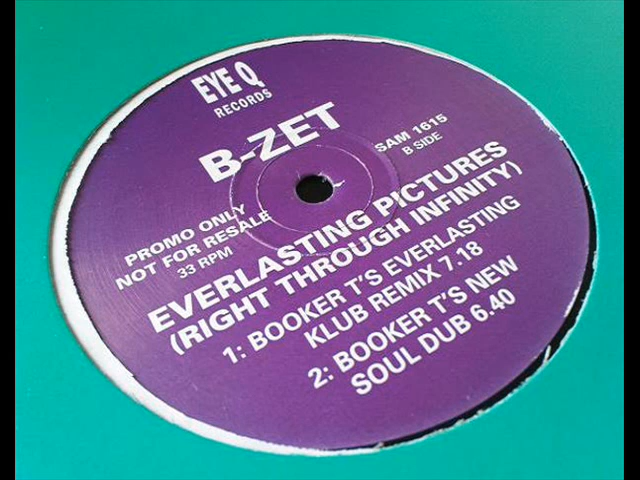 EYE Q
RECORDS
B-ZET
SAM 1615
B SIDE
PROMO ONLY
NOT FOR RESALE
33 RPM
EVERLASTING PICTURES
(RIGHT THROUGH INFINITY)
1: BOOKER T'S EVERLASTING
KLUB REMIX 7.18
2: BOOKER T'S NEW
SOUL DUB 6.40